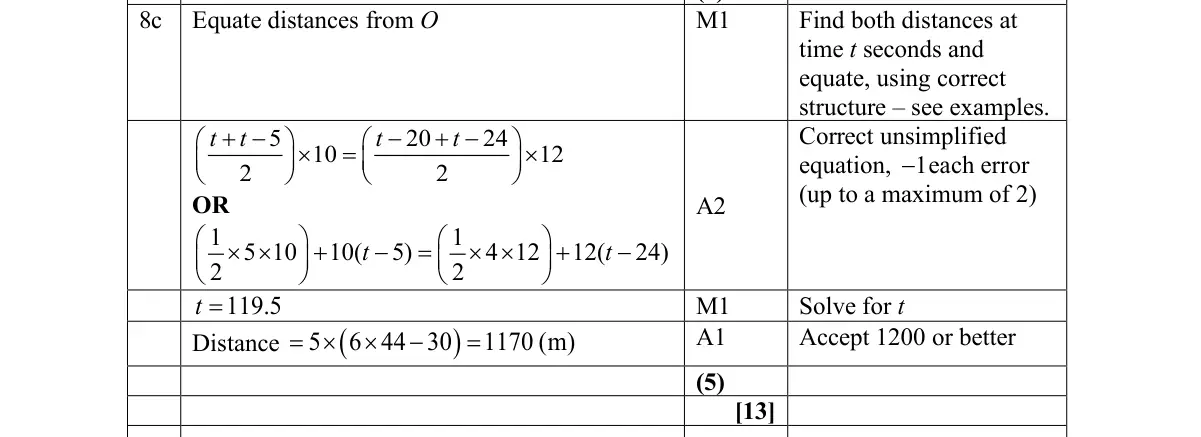 8c Equate distances from O M1 Find both distances at
time t seconds and
equate, using correct
structure – see examples.
((t + t − 5)/2) × 10 = ((t − 20 + t − 24)/2) × 12 Correct unsimplified
equation, −1 each error
(up to a maximum of 2)
OR A2
(1/2 × 5 × 10) + 10(t − 5) = (1/2 × 4 × 12) + 12(t − 24)
t = 119.5 M1 Solve for t
Distance = 5 × (6 × 44 − 30) = 1170 (m) A1 Accept 1200 or better
(5)
[13]